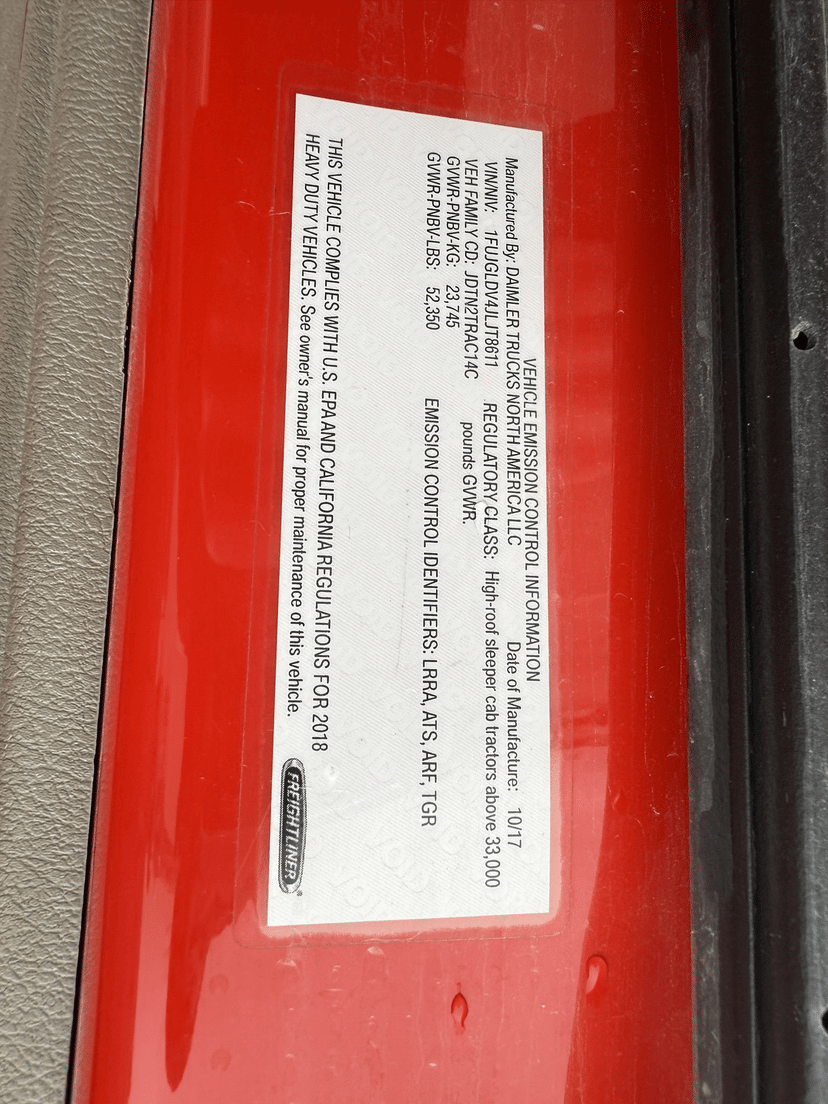 VEHICLE EMISSION CONTROL INFORMATION
Manufactured By: DAIMLER TRUCKS NORTH AMERICA LLC Date of Manufacture: 10/17
VIN/NIV: 1FUJGLDV4JLJT8611 REGULATORY CLASS: High-roof sleeper cab tractors above 33,000
VEH FAMILY CD: JDTN2TRAC14C pounds GVWR.
GVWR-PNBV-KG: 23,745
GVWR-PNBV-LBS: 52,350 EMISSION CONTROL IDENTIFIERS: LRRA, ATS, ARF, TGR
THIS VEHICLE COMPLIES WITH U.S. EPA AND CALIFORNIA REGULATIONS FOR 2018
HEAVY DUTY VEHICLES. See owner's manual for proper maintenance of this vehicle.
FREIGHTLINER®